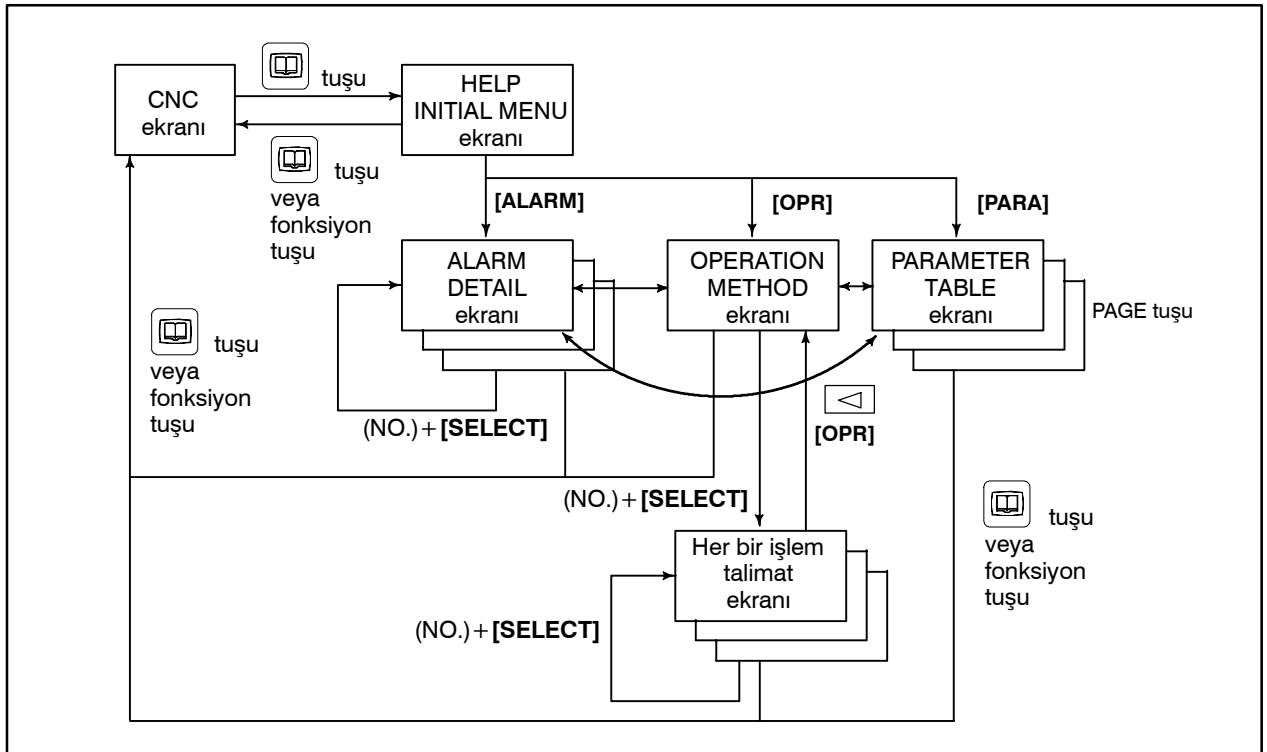 CNC
ekranı
tuşu
HELP
INITIAL MENU
ekranı
tuşu
veya
fonksiyon
tuşu
[ALARM]
[OPR]
[PARA]
ALARM
DETAIL
ekranı
OPERATION
METHOD
ekranı
PARAMETER
TABLE
ekranı
PAGE tuşu
tuşu
veya
fonksiyon
tuşu
(NO.)+[SELECT]
[OPR]
(NO.)+[SELECT]
Her bir işlem
talimat
ekranı
(NO.)+[SELECT]
tuşu
veya
fonksiyon
tuşu